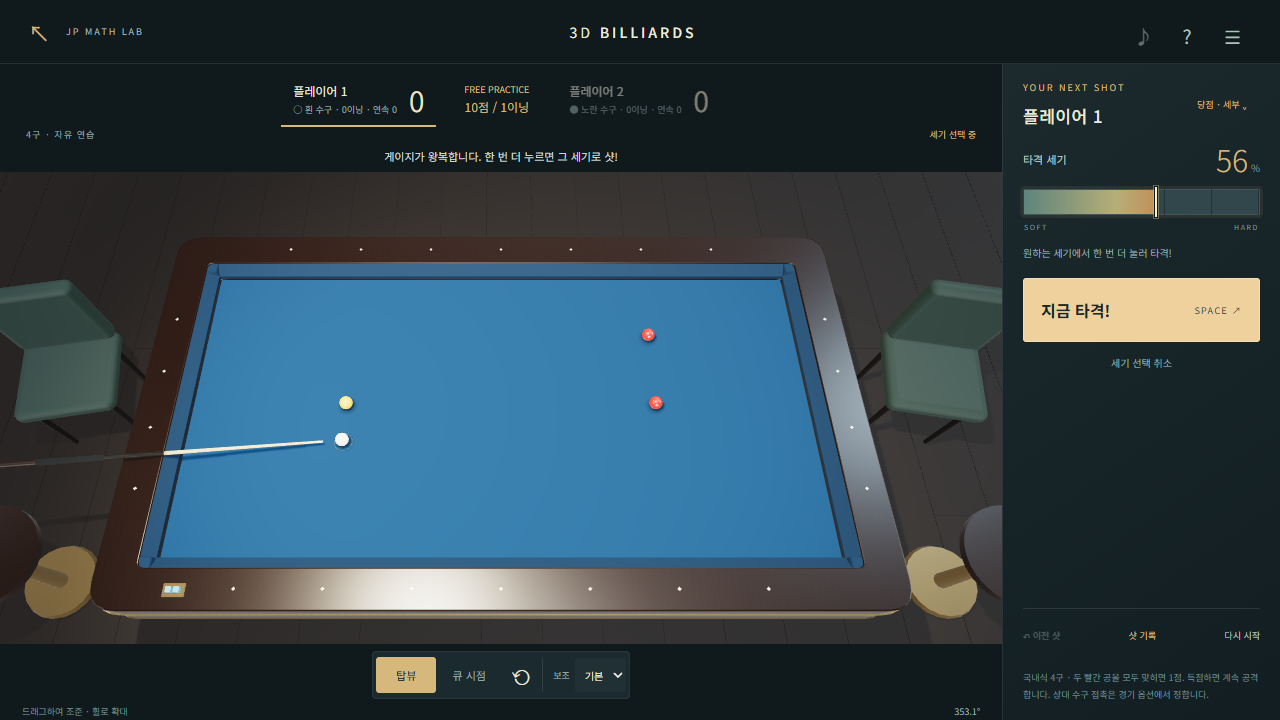 JP MATH LAB
3D BILLIARDS
?
플레이어 1
흰 수구 · 0이닝 · 연속 0
0
FREE PRACTICE
10점 / 1이닝
플레이어 2
노란 수구 · 0이닝 · 연속 0
0
4구 · 자유 연습
세기 선택 중
게이지가 왕복합니다. 한 번 더 누르면 그 세기로 샷!
YOUR NEXT SHOT
플레이어 1
당점 · 세부
타격 세기
56 %
SOFT
HARD
원하는 세기에서 한 번 더 눌러 타격!
지금 타격!
SPACE ↗
세기 선택 취소
↶ 이전 샷
샷 기록
다시 시작
국내식 4구 · 두 빨간 공을 모두 맞히면 1점. 득점하면 계속 공격
합니다. 상대 수구 접촉은 경기 옵션에서 정합니다.
탑뷰
큐 시점
보조
기본
드래그하여 조준 · 휠로 확대
353.1°